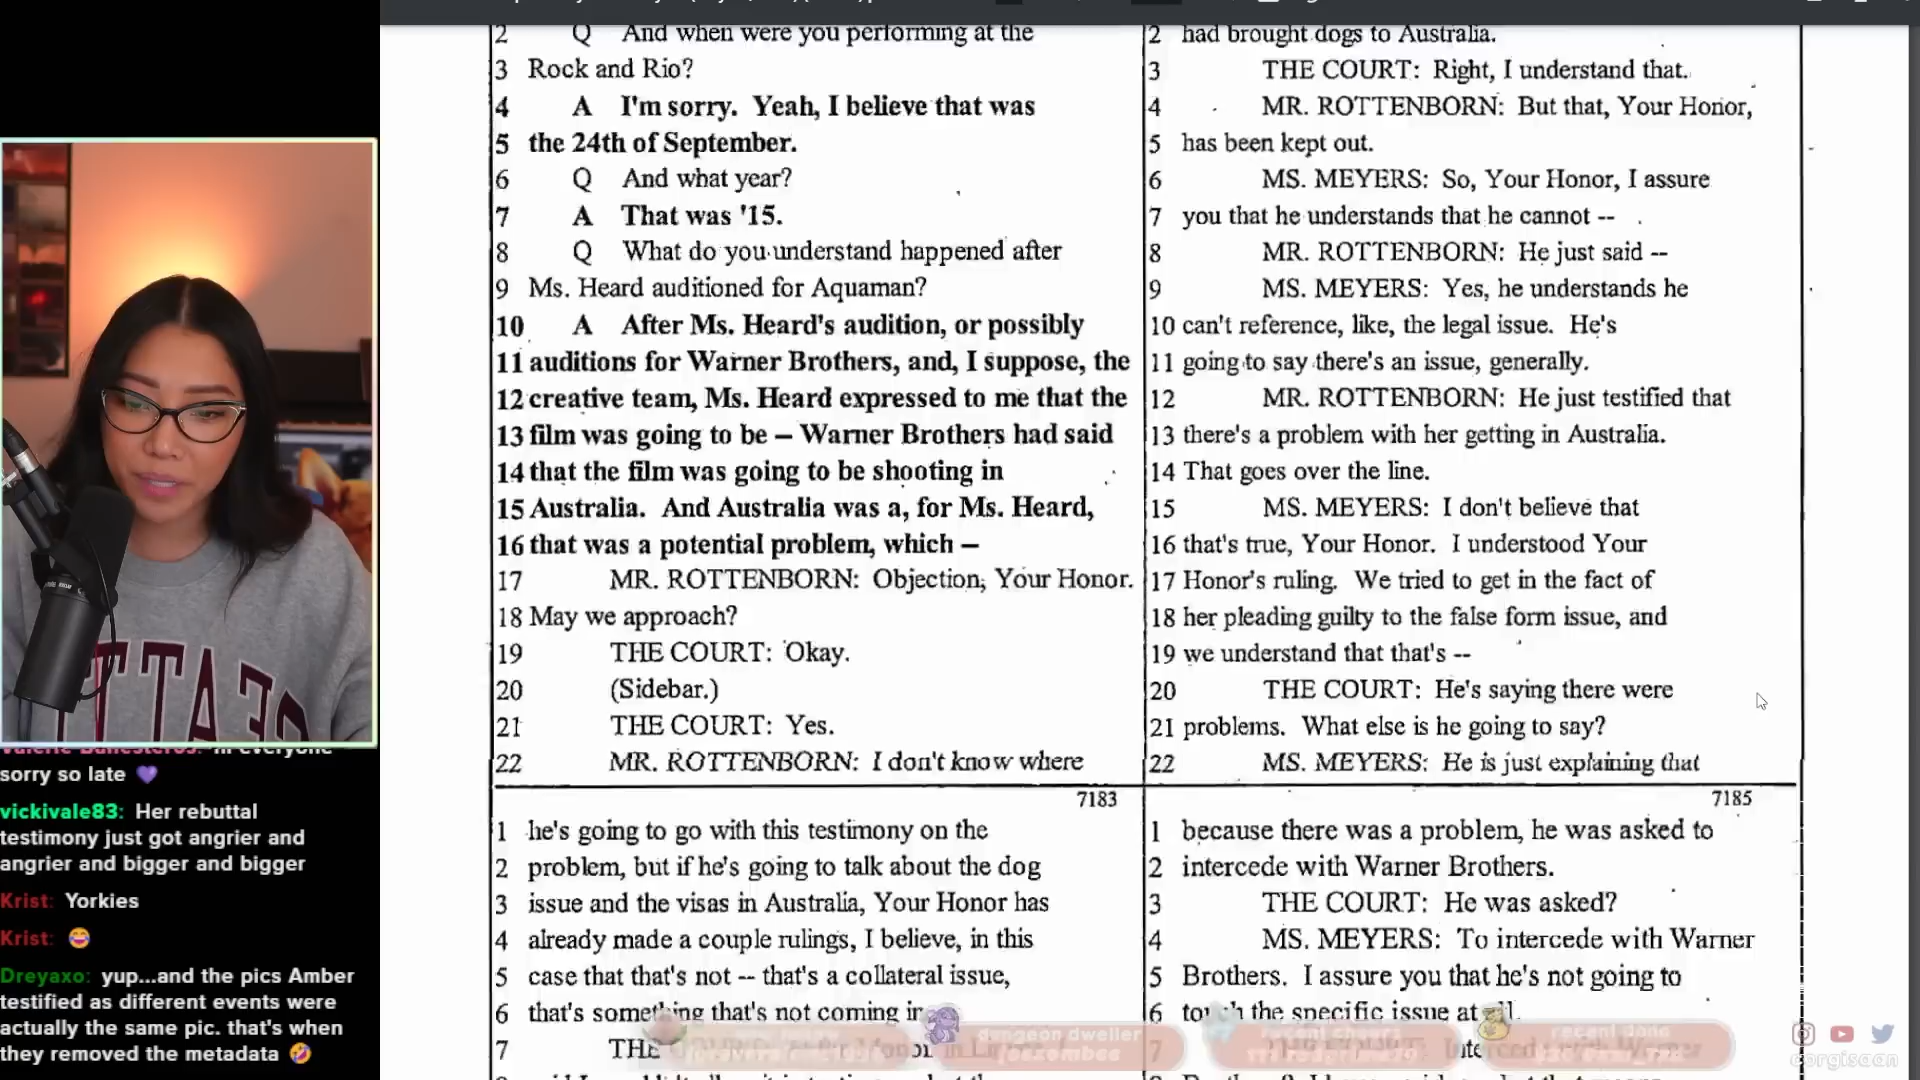 2 Q And when were you performing at the
3 Rock and Rio?
4 A I'm sorry. Yeah, I believe that was
5 the 24th of September.
6 Q And what year?
7 A That was '15.
8 Q What do you understand happened after
9 Ms. Heard auditioned for Aquaman?
10 A After Ms. Heard's audition, or possibly
11 auditions for Warner Brothers, and, I suppose, the
12 creative team, Ms. Heard expressed to me that the
13 film was going to be – Warner Brothers had said
14 that the film was going to be shooting in
15 Australia. And Australia was a, for Ms. Heard,
16 that was a potential problem, which –
17 MR. ROTTENBORN: Objection, Your Honor.
18 May we approach?
19 THE COURT: Okay.
20 (Sidebar.)
21 THE COURT: Yes.
22 MR. ROTTENBORN: I don't know where
7183
1 he's going to go with this testimony on the
2 problem, but if he's going to talk about the dog
3 issue and the visas in Australia, Your Honor has
4 already made a couple rulings, I believe, in this
5 case that that's not -- that's a collateral issue,
6 that's something that's not coming in
7
2 had brought dogs to Australia.
3 THE COURT: Right, I understand that.
4 MR. ROTTENBORN: But that, Your Honor,
5 has been kept out.
6 MS. MEYERS: So, Your Honor, I assure
7 you that he understands that he cannot --
8 MR. ROTTENBORN: He just said --
9 MS. MEYERS: Yes, he understands he
10 can't reference, like, the legal issue. He's
11 going to say there's an issue, generally.
12 MR. ROTTENBORN: He just testified that
13 there's a problem with her getting in Australia.
14 That goes over the line.
15 MS. MEYERS: I don't believe that
16 that's true, Your Honor. I understood Your
17 Honor's ruling. We tried to get in the fact of
18 her pleading guilty to the false form issue, and
19 we understand that that's --
20 THE COURT: He's saying there were
21 problems. What else is he going to say?
22 MS. MEYERS: He is just explaining that
7185
1 because there was a problem, he was asked to
2 intercede with Warner Brothers.
3 THE COURT: He was asked?
4 MS. MEYERS: To intercede with Warner
5 Brothers. I assure you that he's not going to
6 touch the specific issue at all.
7
sorry so late 💜
vickivale83: Her rebuttal
testimony just got angrier and
angrier and bigger and bigger
Krist: Yorkies
Krist: 😂
Dreyaxo: yup...and the pics Amber
testified as different events were
actually the same pic. that's when
they removed the metadata 🤣
dungeon dweller
corgisaan